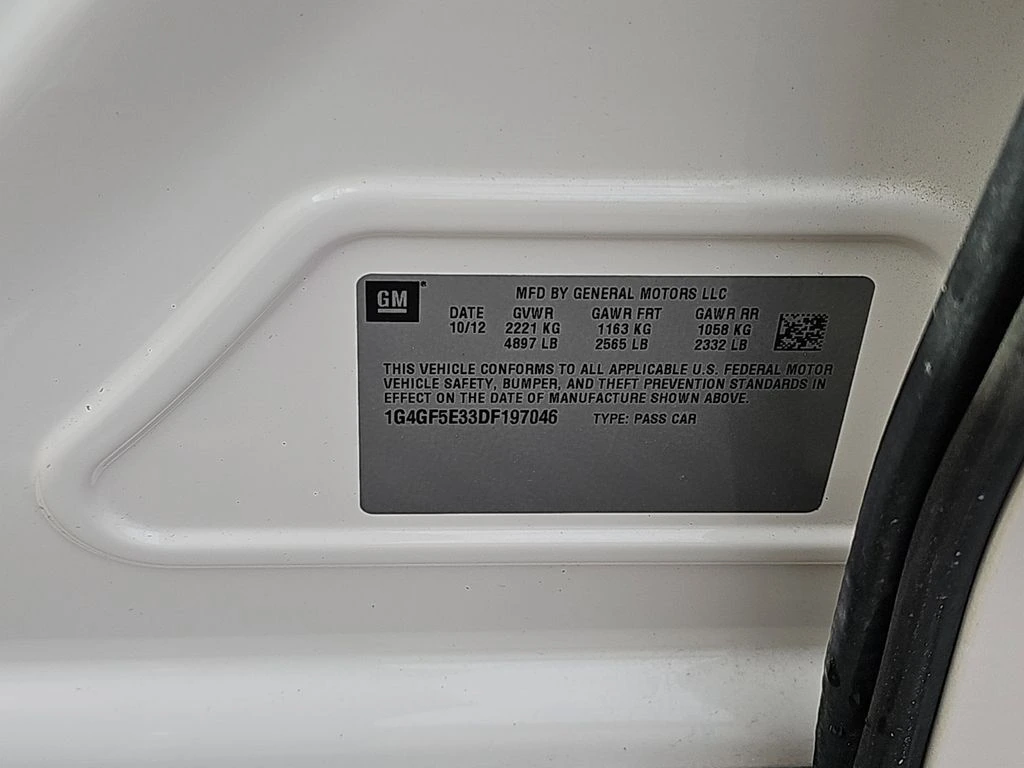 GM®
MFD BY GENERAL MOTORS LLC
DATE GVWR GAWR FRT GAWR RR
10/12 2221 KG 1163 KG 1058 KG
4897 LB 2565 LB 2332 LB
THIS VEHICLE CONFORMS TO ALL APPLICABLE U.S. FEDERAL MOTOR
VEHICLE SAFETY, BUMPER, AND THEFT PREVENTION STANDARDS IN
EFFECT ON THE DATE OF MANUFACTURE SHOWN ABOVE.
1G4GF5E33DF197046 TYPE: PASS CAR